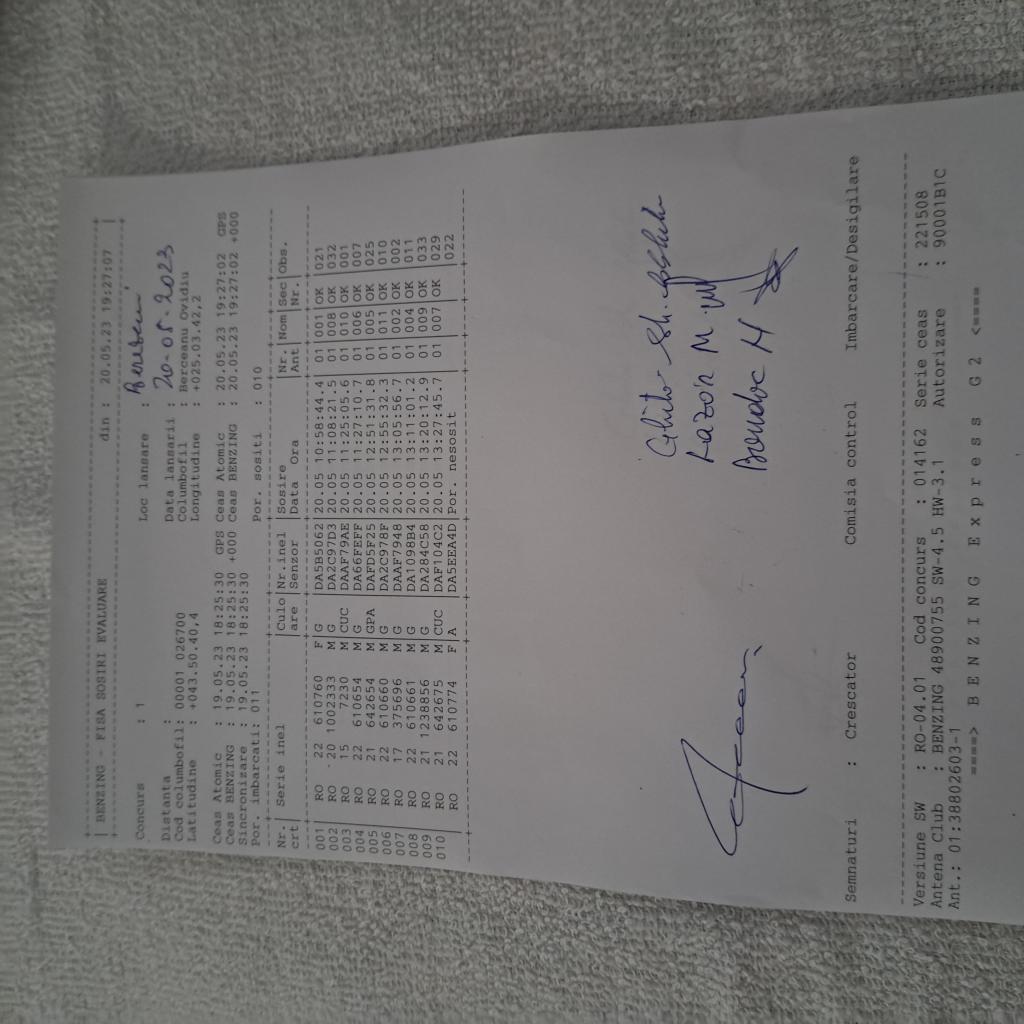 BENZING - FISA SOSIRI EVALUARE din : 20.05.23 19:27:07
Concurs : 1 Loc lansare :
Distanta : Data lansarii : 20-05-2023
Cod columbofil: 00001 026700 Columbofil : Berceanu Ovidiu
Latitudine : +043.50.40,4 Longitudine : +025.03.42,2
Ceas Atomic : 19.05.23 18:25:30 GPS Ceas Atomic : 20.05.23 19:27:02 GPS
Ceas BENZING : 19.05.23 18:25:30 +000 Ceas BENZING : 20.05.23 19:27:02 +000
Sincronizare : 19.05.23 18:25:30
Por. imbarcati: 011 Por. sositi : 010
Nr. Serie inel Culo Nr.inel Sosire Nr. Nom Sec Obs.
crt are Senzor Data Ora Ant Nr.
001 RO 22 610760 F G DA5B5062 20.05 10:58:44.4 01 001 OK 021
002 RO 20 1002333 M G DA2C97D3 20.05 11:08:21.5 01 008 OK 032
003 RO 15 7230 M CUC DAAF79AE 20.05 11:25:05.6 01 010 OK 001
004 RO 22 610654 M G DA66FEFF 20.05 11:27:10.7 01 006 OK 007
005 RO 21 642654 M GPA DAFD5F25 20.05 12:51:31.8 01 005 OK 025
006 RO 22 610660 M G DA2C978F 20.05 12:55:32.3 01 011 OK 010
007 RO 17 375696 M G DAAF7948 20.05 13:05:56.7 01 002 OK 002
008 RO 22 610661 M G DA1098B4 20.05 13:11:01.2 01 004 OK 011
009 RO 21 1238856 M G DA284C58 20.05 13:20:12.9 01 009 OK 033
010 RO 21 642675 M CUC DAF104C2 20.05 13:27:45.7 01 007 OK 029
RO 22 610774 F A DA5EEA4D Por. nesosit 022
Lazăr M
Semnaturi : Crescator Comisia control Imbarcare/Desigilare
Versiune SW : RO-04.01 Cod concurs : 014162 Serie ceas : 221508
Antena Club : BENZING 48900755 SW-4.5 HW-3.1 Autorizare : 90001B1C
Ant.: 01:38802603-1
====> B E N Z I N G E x p r e s s G 2 <====